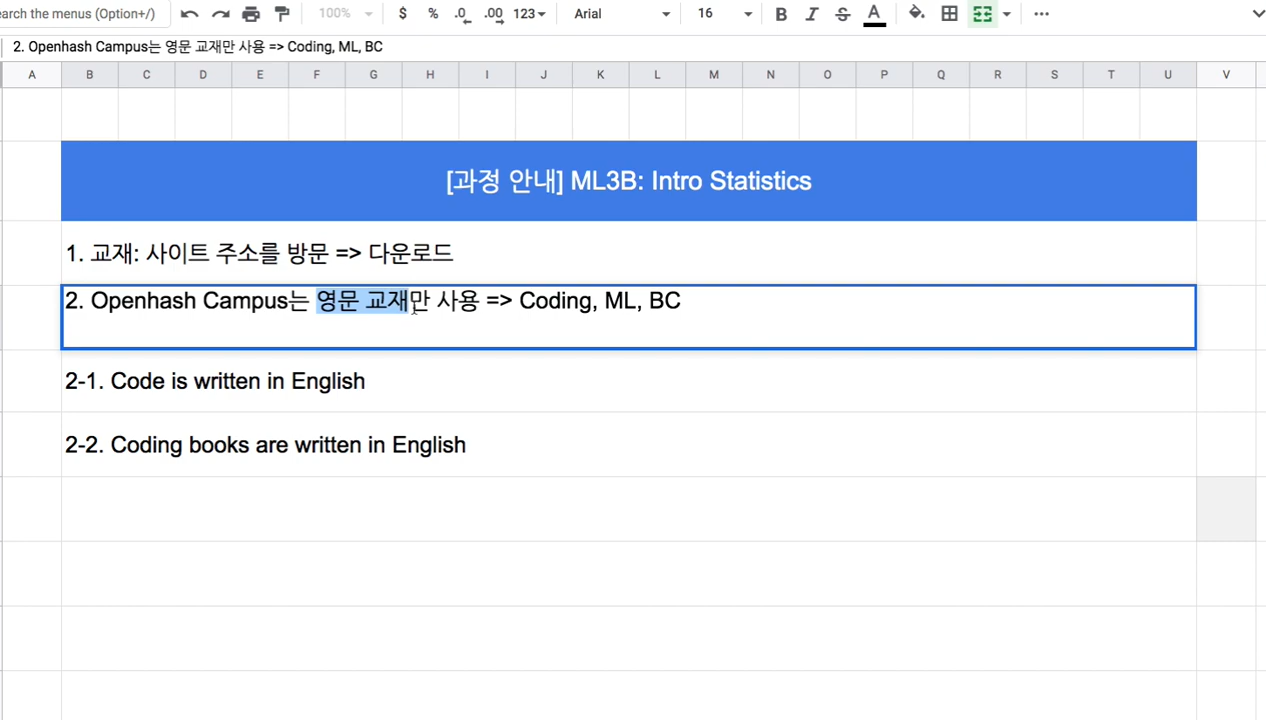 earch the menus (Option+/)
100%
$ % .0 .00 123
Arial
16
B I S A
2. Openhash Campus는 영문 교재만 사용 => Coding, ML, BC
A B C D E F G H I J K L M N O P Q R S T U V
[과정 안내] ML3B: Intro Statistics
1. 교재: 사이트 주소를 방문 => 다운로드
2. Openhash Campus는 영문 교재만 사용 => Coding, ML, BC
2-1. Code is written in English
2-2. Coding books are written in English